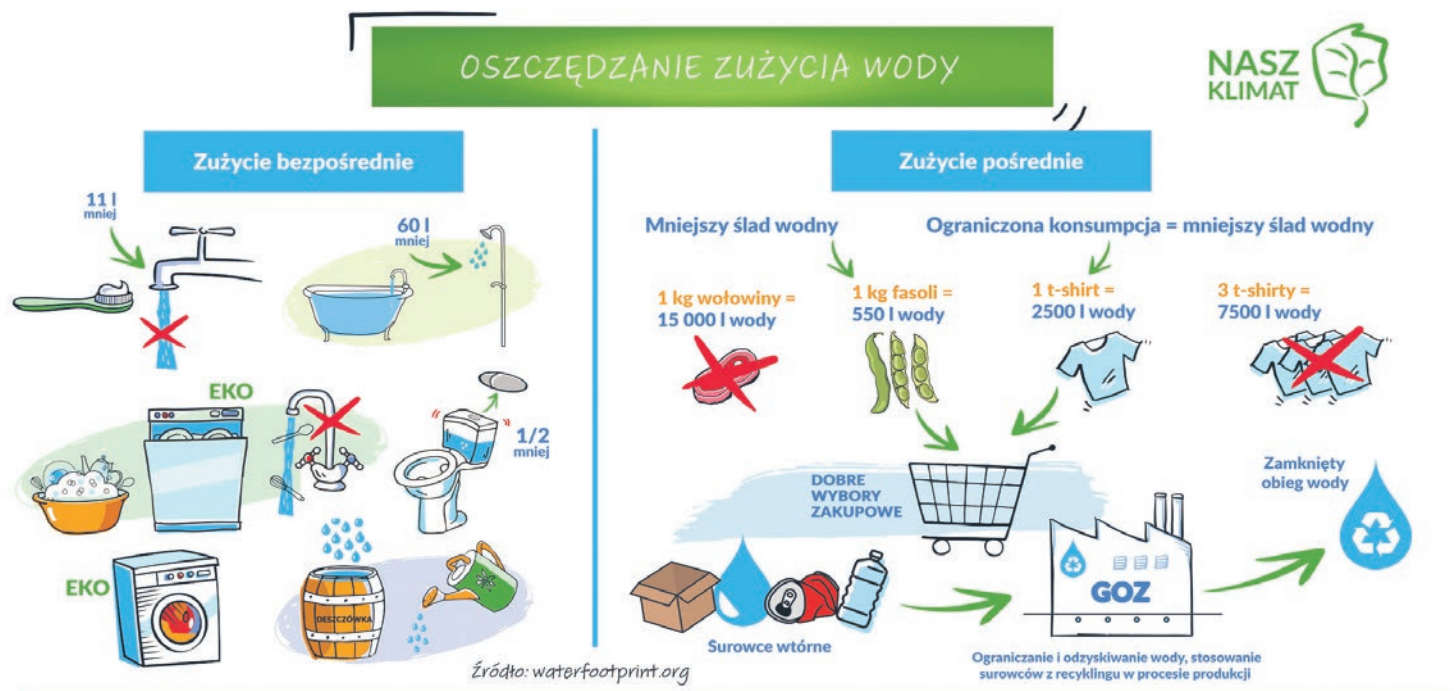 OSZCZĘDZANIE ZUŻYCIA WODY
NASZ
KLIMAT
Zużycie bezpośrednie
11 l
mniej
60 l
mniej
EKO
1/2
mniej
EKO
DESZCZÓWKA
Zużycie pośrednie
Mniejszy ślad wodny
Ograniczona konsumpcja = mniejszy ślad wodny
1 kg wołowiny =
15 000 l wody
1 kg fasoli =
550 l wody
1 t-shirt =
2500 l wody
3 t-shirty =
7500 l wody
DOBRE
WYBORY
ZAKUPOWE
Zamknięty
obieg wody
GOZ
Surowce wtórne
Ograniczanie i odzyskiwanie wody, stosowanie
surowców z recyklingu w procesie produkcji
Źródło: waterfootprint.org